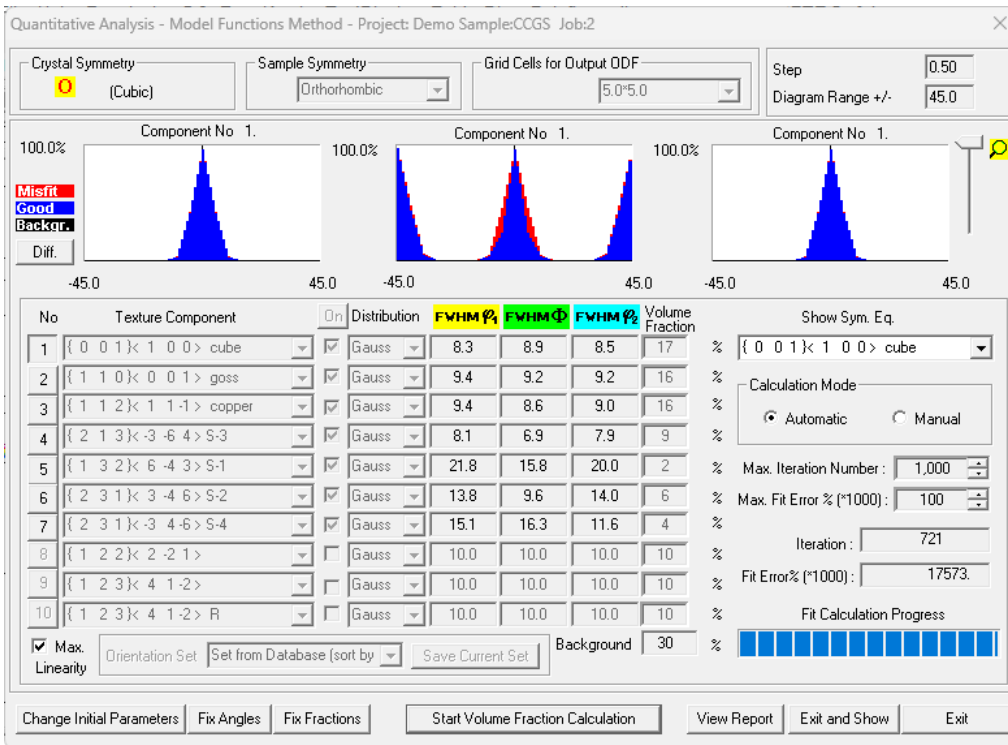 Quantitative Analysis - Model Functions Method - Project: Demo Sample:CCGS Job:2
Crystal Symmetry
O (Cubic)
Sample Symmetry
Orthorhombic
Grid Cells for Output ODF
5.0*5.0
Step 0.50
Diagram Range +/- 45.0
Component No 1.
Component No 1.
Component No 1.
100.0%
100.0%
100.0%
Misfit
Good
Backgr.
Diff.
-45.0 45.0 -45.0 45.0 -45.0 45.0
No Texture Component On Distribution FWHM φ1 FWHM Φ FWHM φ2 Volume Fraction
1 { 0 0 1}< 1 0 0> cube Gauss 8.3 8.9 8.5 17 %
2 { 1 1 0}< 0 0 1> goss Gauss 9.4 9.2 9.2 16 %
3 { 1 1 2}< 1 1 -1> copper Gauss 9.4 8.6 9.0 16 %
4 { 2 1 3}< -3 -6 4> S-3 Gauss 8.1 6.9 7.9 9 %
5 { 1 3 2}< 6 -4 3> S-1 Gauss 21.8 15.8 20.0 2 %
6 { 2 3 1}< 3 -4 6> S-2 Gauss 13.8 9.6 14.0 6 %
7 { 2 3 1}< -3 4 -6> S-4 Gauss 15.1 16.3 11.6 4 %
8 { 1 2 2}< 2 -2 1> Gauss 10.0 10.0 10.0 10 %
9 { 1 2 3}< 4 1 -2> Gauss 10.0 10.0 10.0 10 %
10 { 1 2 3}< 4 1 -2> R Gauss 10.0 10.0 10.0 10 %
Max. Linearity
Orientation Set Set from Database (sort by Save Current Set
Background 30 %
Show Sym. Eq.
{ 0 0 1}< 1 0 0> cube
Calculation Mode
Automatic Manual
Max. Iteration Number : 1,000
Max. Fit Error % (*1000) : 100
Iteration : 721
Fit Error% (*1000) : 17573.
Fit Calculation Progress
Change Initial Parameters Fix Angles Fix Fractions Start Volume Fraction Calculation View Report Exit and Show Exit